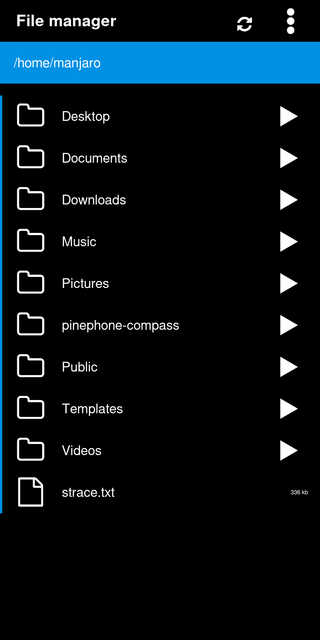 File manager
/home/manjaro
Desktop
Documents
Downloads
Music
Pictures
pinephone-compass
Public
Templates
Videos
strace.txt 336 kb